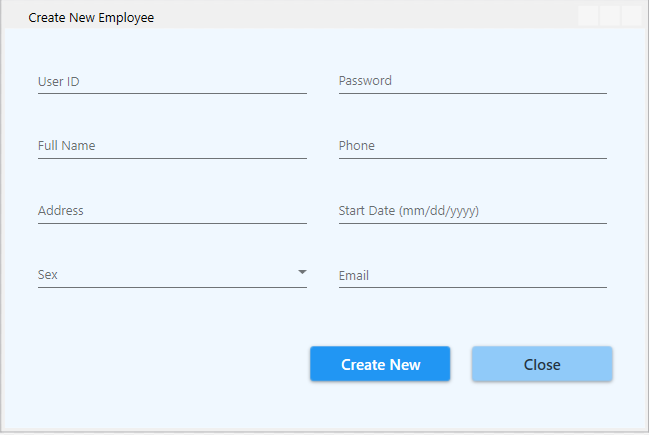 Create New Employee
User ID
Password
Full Name
Phone
Address
Start Date (mm/dd/yyyy)
Sex
Email
Create New
Close